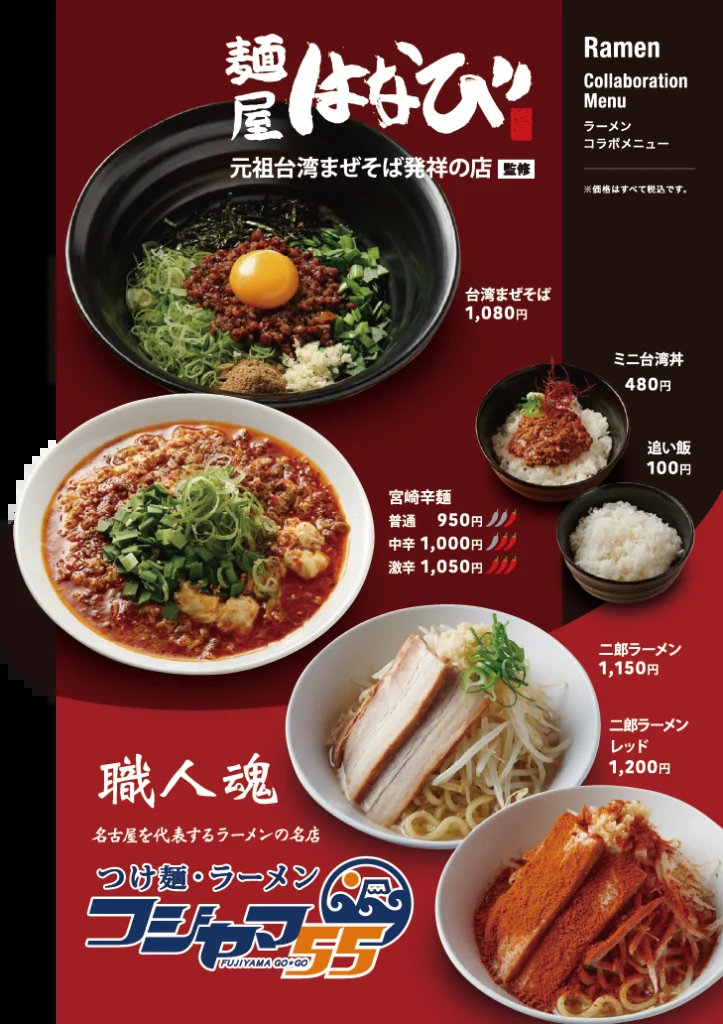 麺屋はなび
元祖台湾まぜそば発祥の店 監修
Ramen
Collaboration
Menu
ラーメン
コラボメニュー
※価格はすべて税込です。
台湾まぜそば
1,080円
ミニ台湾丼
480円
追い飯
100円
宮崎辛麺
普通 950円
中辛 1,000円
激辛 1,050円
二郎ラーメン
1,150円
二郎ラーメン
レッド
1,200円
職人魂
名古屋を代表するラーメンの名店
つけ麺・ラーメン
フジヤマ55
FUJIYAMA GO★GO